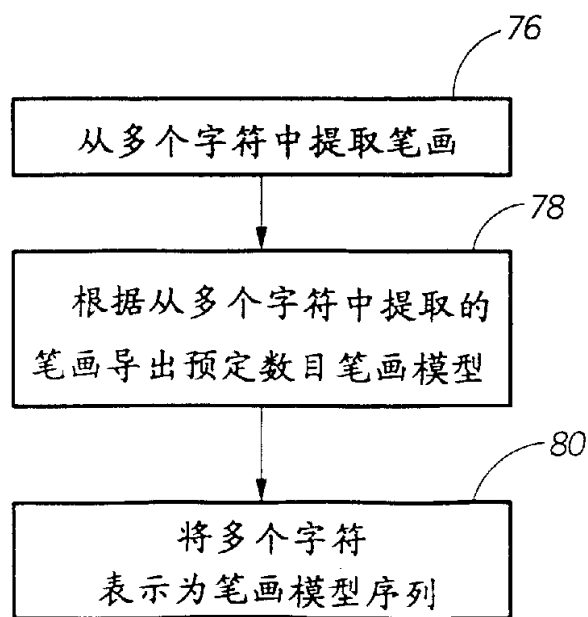 76
从多个字符中提取笔画
78
根据从多个字符中提取的
笔画导出预定数目笔画模型
80
将多个字符
表示为笔画模型序列